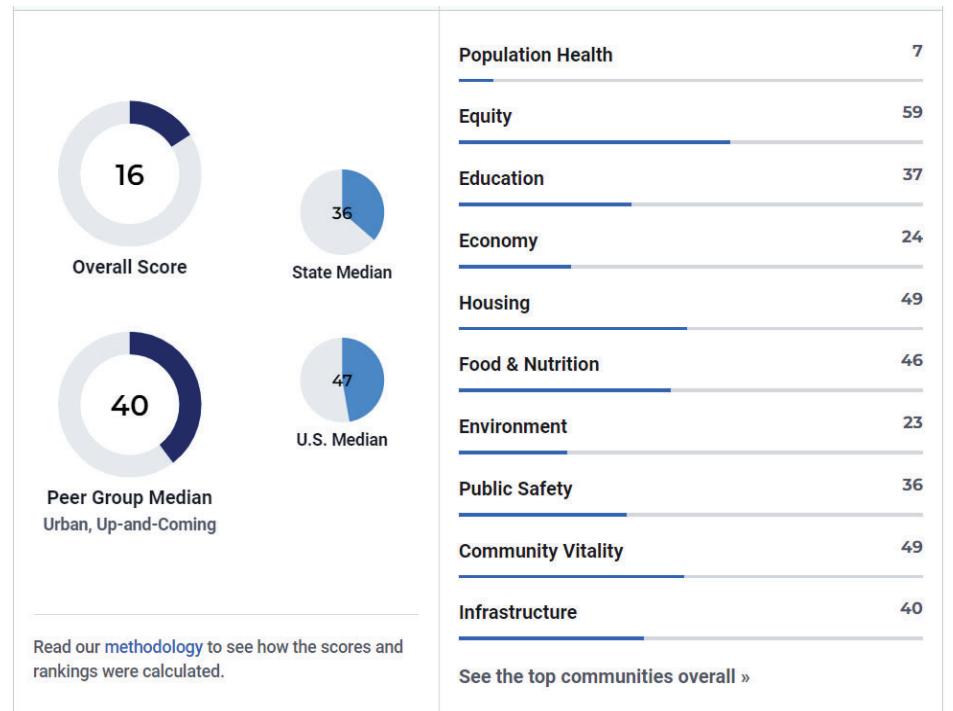 16
Overall Score
36
State Median
40
Peer Group Median
Urban, Up-and-Coming
47
U.S. Median
Read our methodology to see how the scores and
rankings were calculated.
Population Health 7
Equity 59
Education 37
Economy 24
Housing 49
Food & Nutrition 46
Environment 23
Public Safety 36
Community Vitality 49
Infrastructure 40
See the top communities overall »